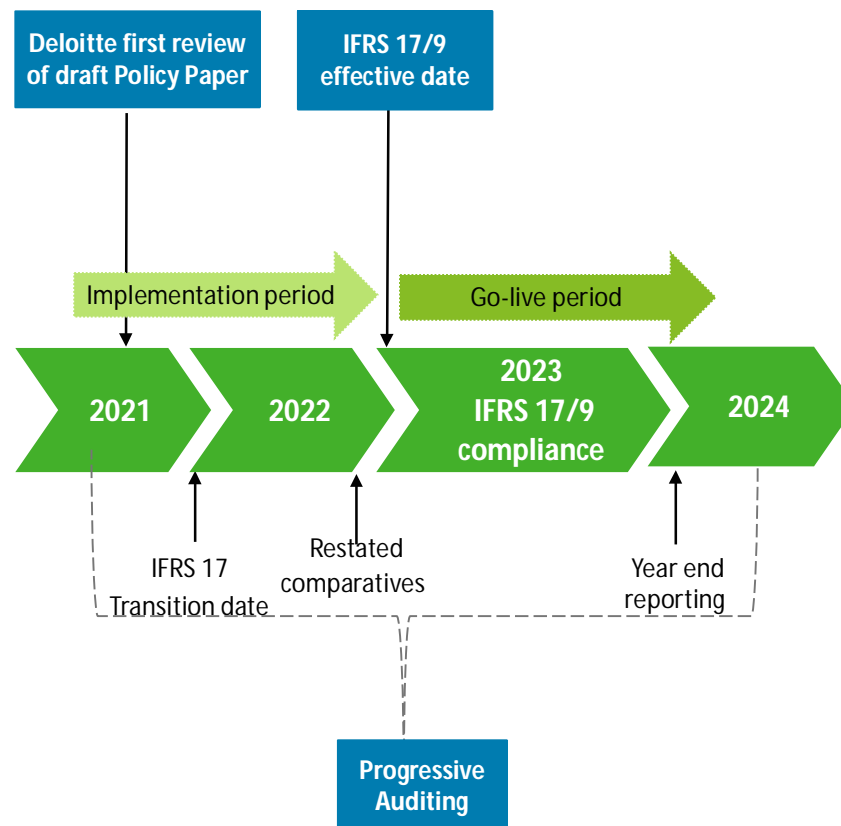 Deloitte first review
of draft Policy Paper
IFRS 17/9
effective date
Implementation period
Go-live period
2021
2022
2023
IFRS 17/9
compliance
2024
IFRS 17
Transition date
Restated
comparatives
Year end
reporting
Progressive
Auditing